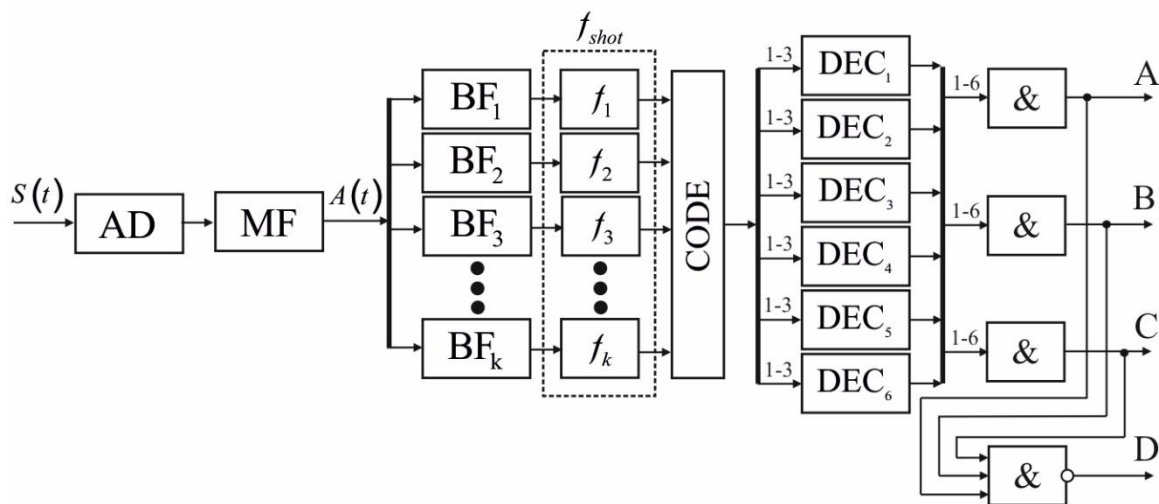 f_shot
S(t)
AD
MF
A(t)
BF₁
BF₂
BF₃
BFₖ
f₁
f₂
f₃
fₖ
CODE
1-3
DEC₁
1-3
DEC₂
1-3
DEC₃
1-3
DEC₄
1-3
DEC₅
1-3
DEC₆
1-6
&
A
1-6
&
B
1-6
&
C
&
D